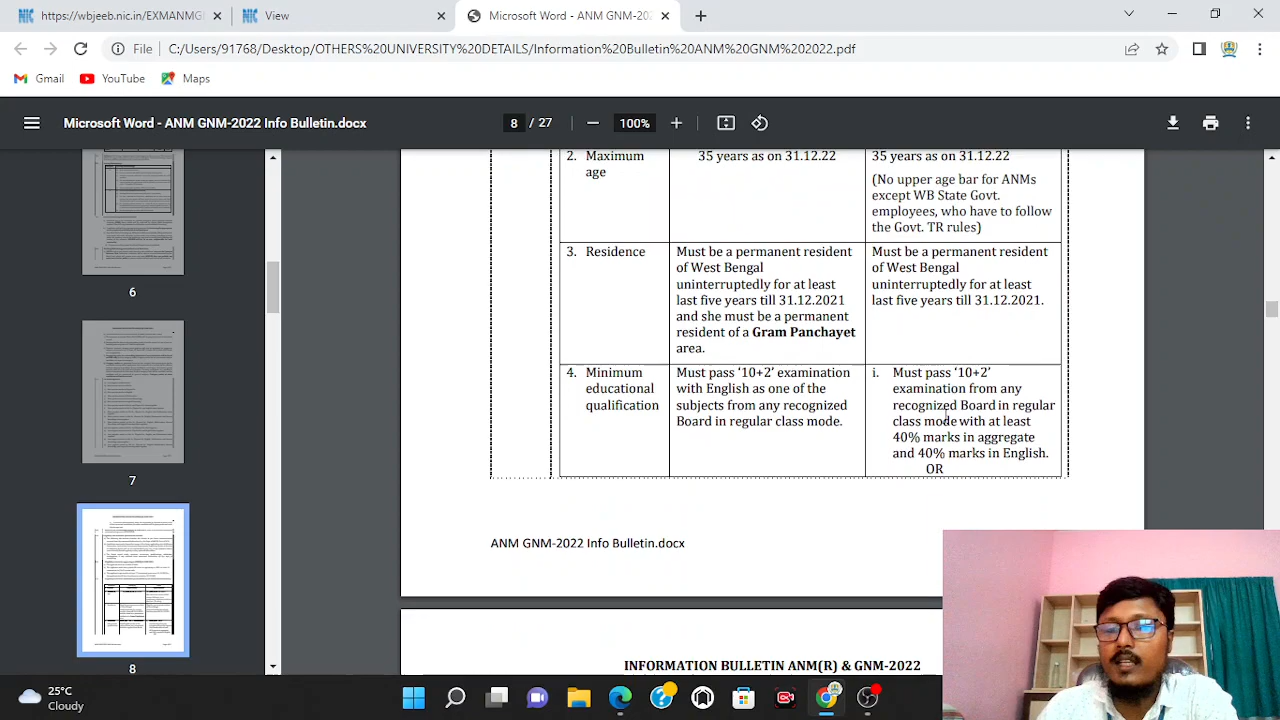 https://wbjeeb.nic.in/EXMANMG
View
Microsoft Word - ANM GNM-202
File
C:/Users/91768/Desktop/OTHERS%20UNIVERSITY%20DETAILS/Information%20Bulletin%20ANM%20GNM%202022.pdf
Gmail
YouTube
Maps
Microsoft Word - ANM GNM-2022 Info Bulletin.docx
8 / 27
100%
6
7
8
2. Maximum
age
35 years as on 31.12.22
35 years as on 31.12.22
(No upper age bar for ANMs
except WB State Govt.
employees, who have to follow
the Govt. TR rules)
3. Residence
Must be a permanent resident
of West Bengal
uninterruptedly for at least
last five years till 31.12.2021
and she must be a permanent
resident of a Gram Panchayet
area.
Must be a permanent resident
of West Bengal
uninterruptedly for at least
last five years till 31.12.2021.
4. Minimum
educational
qualification
Must pass ‘10+2’ examination
with English as one of the
subjects from any recognized
Board in regular class mode.
i. Must pass ‘10+2’
examination from any
recognized Board in regular
class mode with at least
40% marks in aggregate
and 40% marks in English.
OR
ANM GNM-2022 Info Bulletin.docx
INFORMATION BULLETIN ANM(R) & GNM-2022
25°C
Cloudy